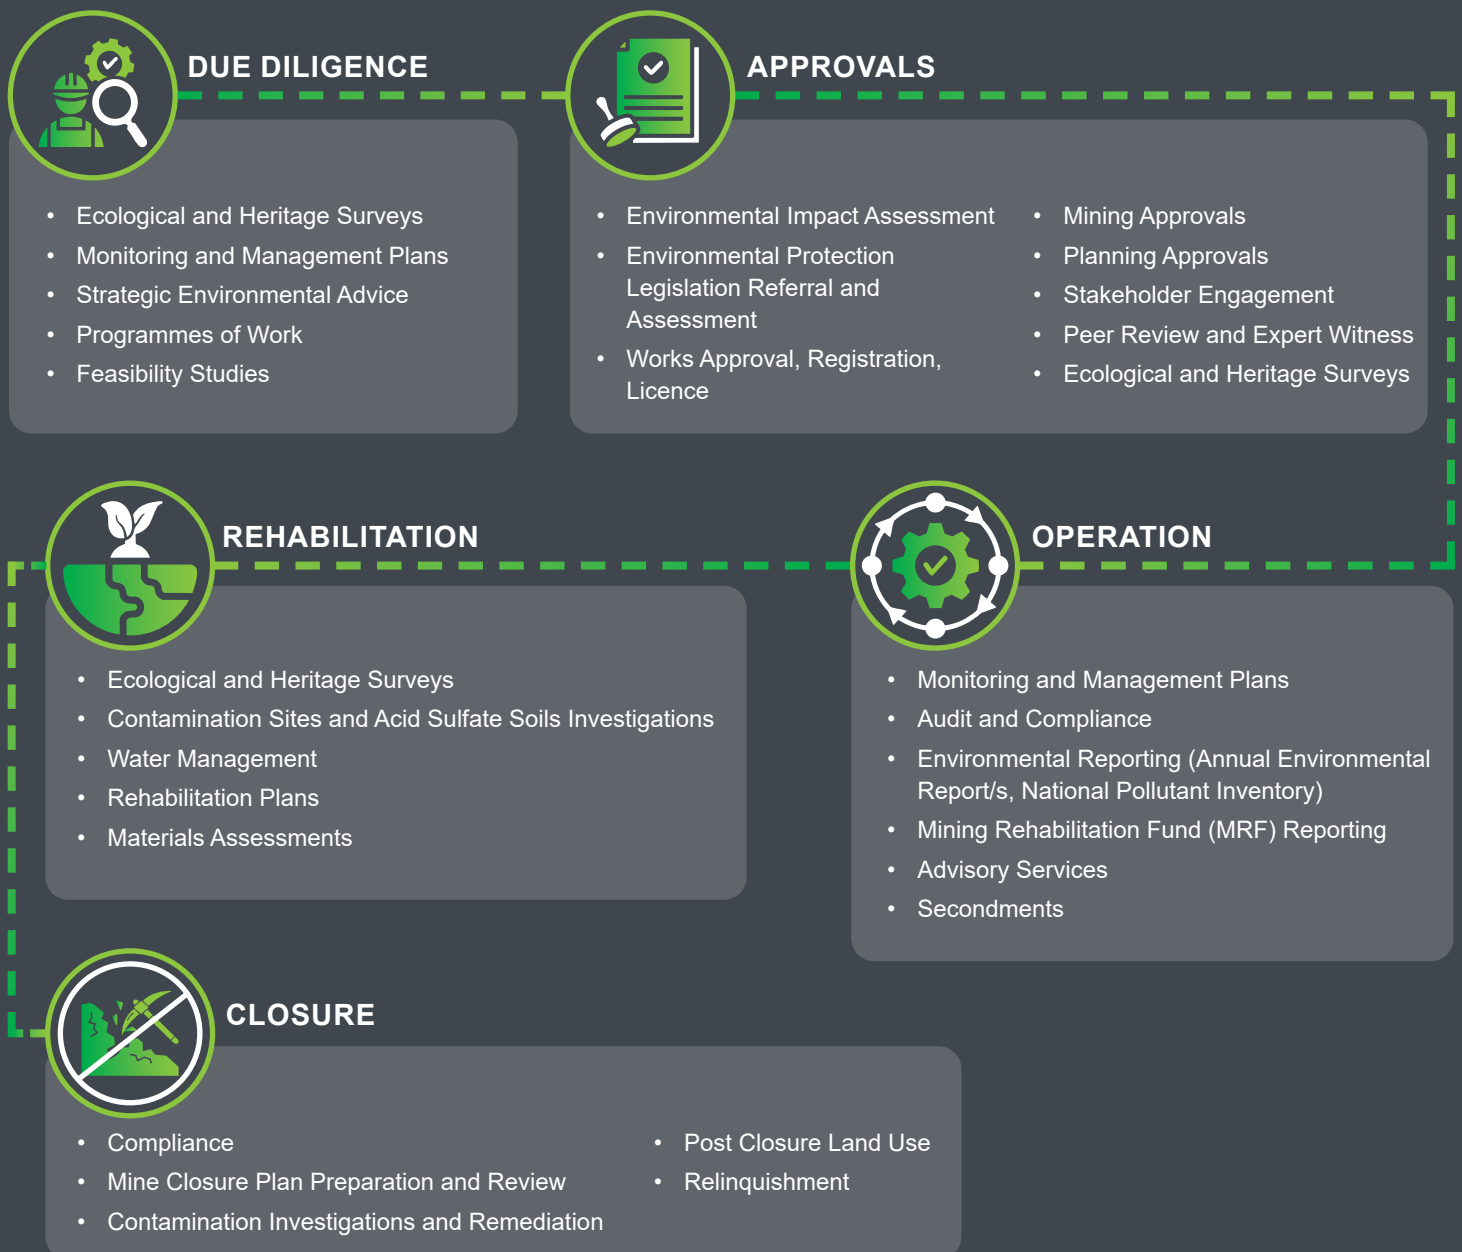 DUE DILIGENCE
• Ecological and Heritage Surveys
• Monitoring and Management Plans
• Strategic Environmental Advice
• Programmes of Work
• Feasibility Studies
APPROVALS
• Environmental Impact Assessment
• Environmental Protection
Legislation Referral and
Assessment
• Works Approval, Registration,
Licence
• Mining Approvals
• Planning Approvals
• Stakeholder Engagement
• Peer Review and Expert Witness
• Ecological and Heritage Surveys
OPERATION
• Monitoring and Management Plans
• Audit and Compliance
• Environmental Reporting (Annual Environmental
Report/s, National Pollutant Inventory)
• Mining Rehabilitation Fund (MRF) Reporting
• Advisory Services
• Secondments
REHABILITATION
• Ecological and Heritage Surveys
• Contamination Sites and Acid Sulfate Soils Investigations
• Water Management
• Rehabilitation Plans
• Materials Assessments
CLOSURE
• Compliance
• Mine Closure Plan Preparation and Review
• Contamination Investigations and Remediation
• Post Closure Land Use
• Relinquishment